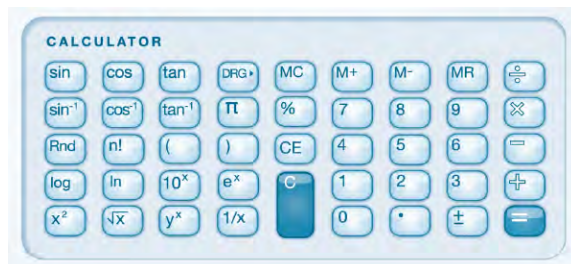 CALCULATOR
sin cos tan DRG▸ MC M+ M- MR ÷
sin⁻¹ cos⁻¹ tan⁻¹ π % 7 8 9 ×
Rnd n! ( ) CE 4 5 6 −
log ln 10ˣ eˣ C 1 2 3 +
x² √x yˣ 1/x 0 • ± =